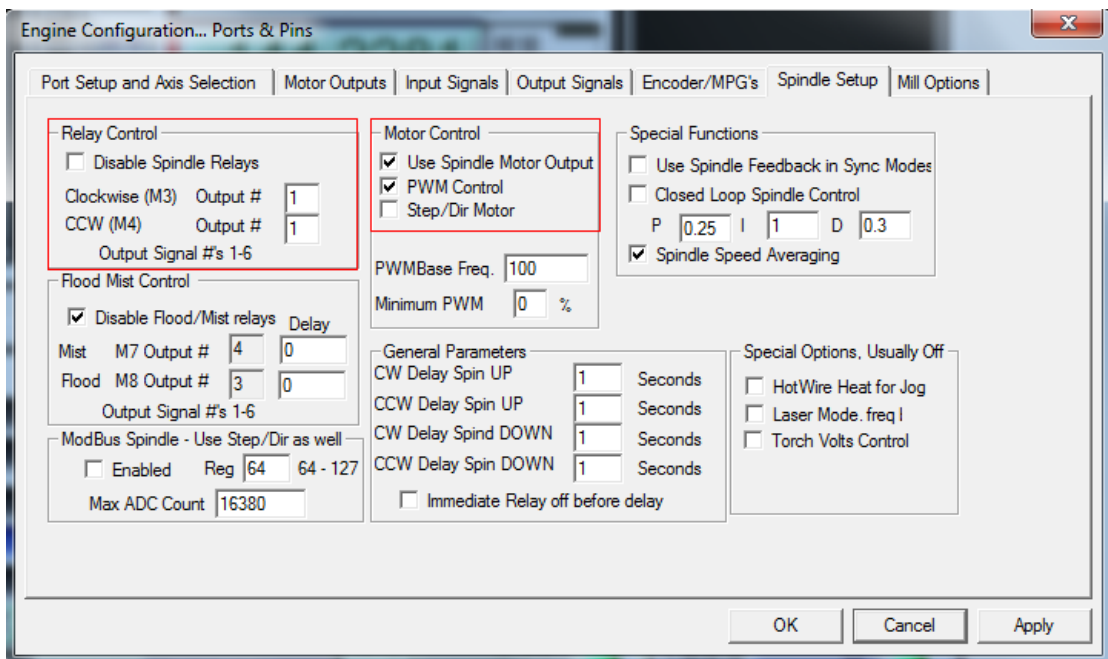 Engine Configuration... Ports & Pins
X
Port Setup and Axis Selection Motor Outputs Input Signals Output Signals Encoder/MPG's Spindle Setup Mill Options
Relay Control
Disable Spindle Relays
Clockwise (M3) Output # 1
CCW (M4) Output # 1
Output Signal #'s 1-6
Flood Mist Control
Disable Flood/Mist relays Delay
Mist M7 Output # 4 0
Flood M8 Output # 3 0
Output Signal #'s 1-6
ModBus Spindle - Use Step/Dir as well
Enabled Reg 64 64 - 127
Max ADC Count 16380
Motor Control
Use Spindle Motor Output
PWM Control
Step/Dir Motor
PWMBase Freq. 100
Minimum PWM 0 %
General Parameters
CW Delay Spin UP 1 Seconds
CCW Delay Spin UP 1 Seconds
CW Delay Spind DOWN 1 Seconds
CCW Delay Spin DOWN 1 Seconds
Immediate Relay off before delay
Special Functions
Use Spindle Feedback in Sync Modes
Closed Loop Spindle Control
P 0.25 I 1 D 0.3
Spindle Speed Averaging
Special Options, Usually Off
HotWire Heat for Jog
Laser Mode. freq I
Torch Volts Control
OK Cancel Apply